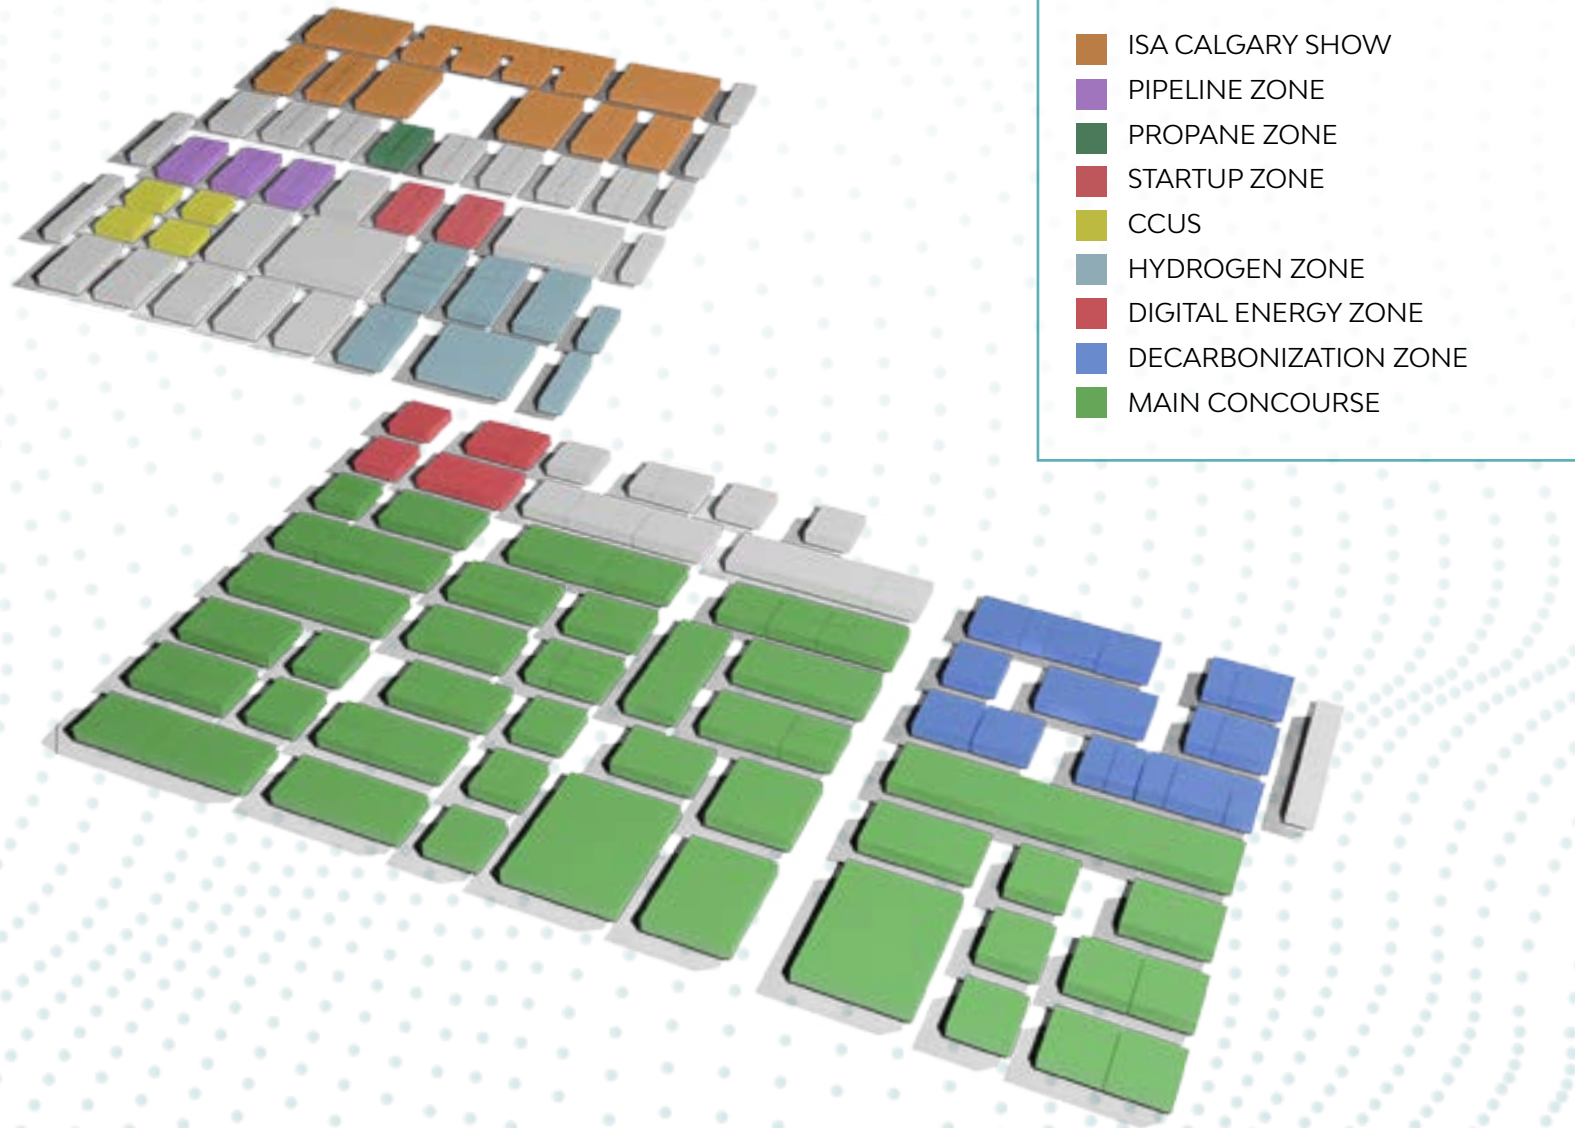 ISA CALGARY SHOW
PIPELINE ZONE
PROPANE ZONE
STARTUP ZONE
CCUS
HYDROGEN ZONE
DIGITAL ENERGY ZONE
DECARBONIZATION ZONE
MAIN CONCOURSE